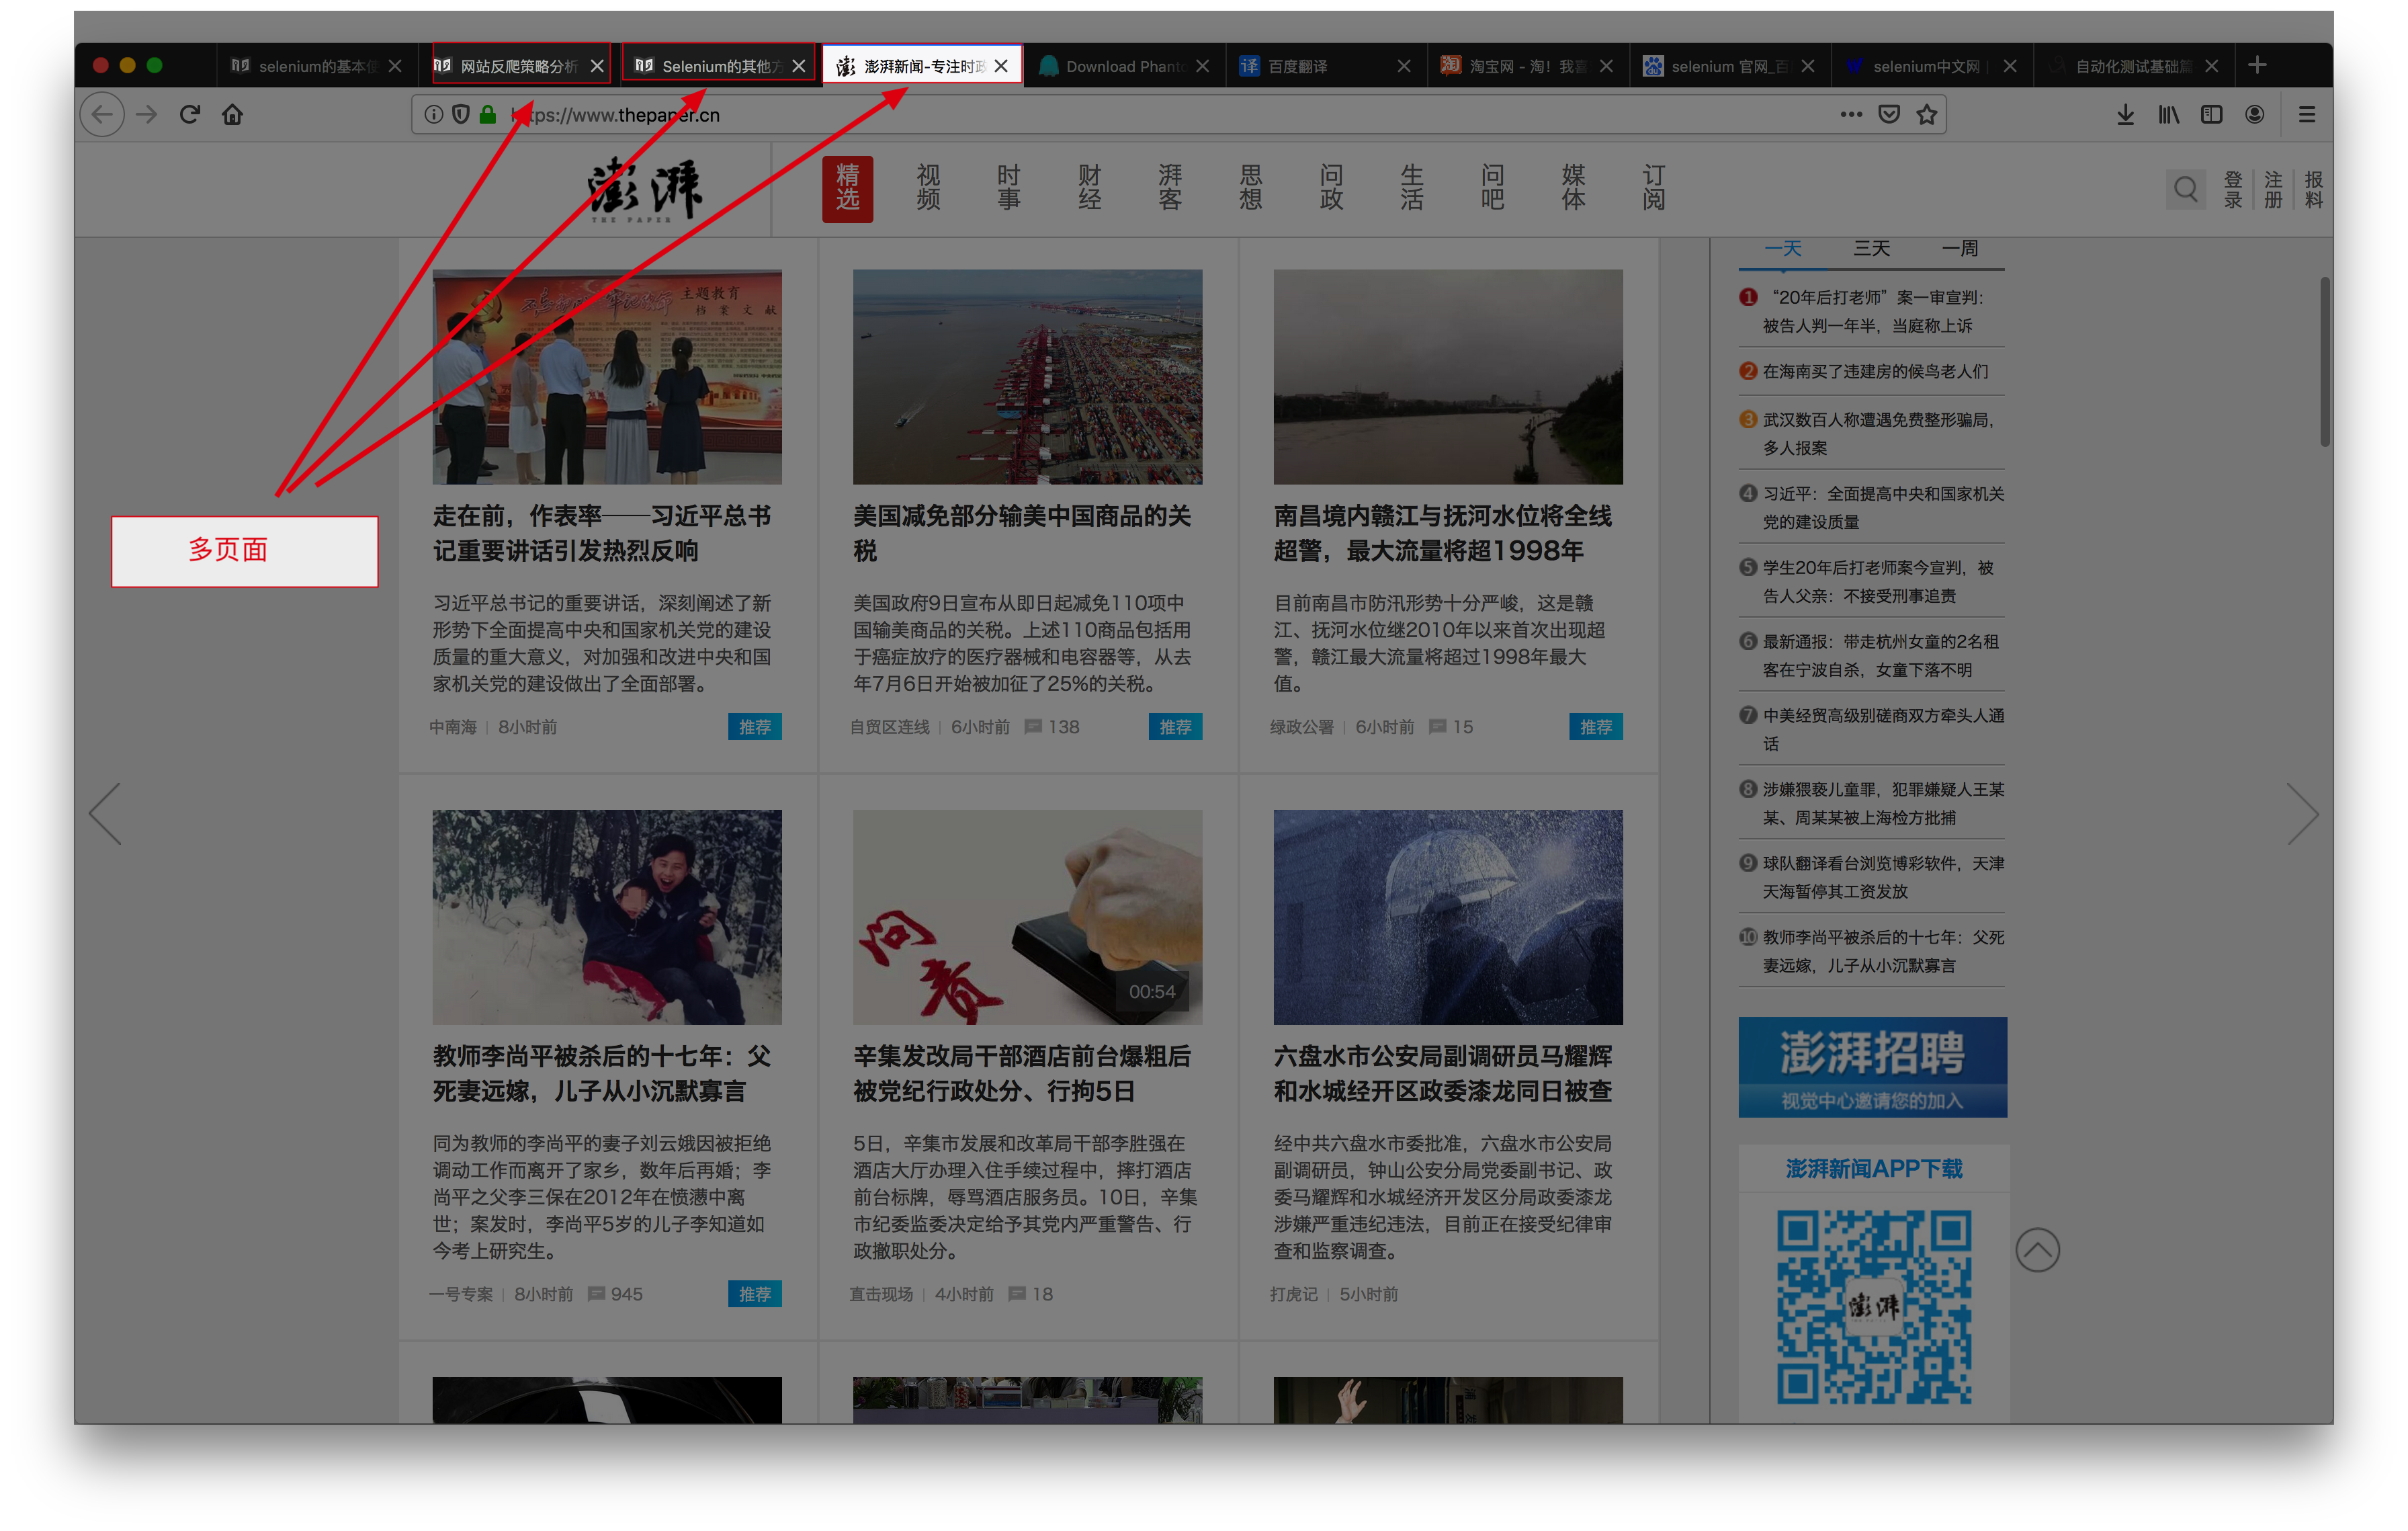 selenium的基本使
网站反爬策略分析
Selenium的其他方
澎湃新闻-专注时政
Download Phanto
百度翻译
淘宝网 - 淘！我喜
selenium 官网_百
selenium中文网 |
自动化测试基础篇
https://www.thepaper.cn
澎湃
THE PAPER
精选
视频
时事
财经
湃客
思想
问政
生活
问吧
媒体
订阅
登录
注册
报料
多页面
主题教育
档案文献
走在前，作表率——习近平总书
记重要讲话引发热烈反响
习近平总书记的重要讲话，深刻阐述了新
形势下全面提高中央和国家机关党的建设
质量的重大意义，对加强和改进中央和国
家机关党的建设做出了全面部署。
中南海 | 8小时前
推荐
美国减免部分输美中国商品的关
税
美国政府9日宣布从即日起减免110项中
国输美商品的关税。上述110商品包括用
于癌症放疗的医疗器械和电容器等，从去
年7月6日开始被加征了25%的关税。
自贸区连线 | 6小时前 138
推荐
南昌境内赣江与抚河水位将全线
超警，最大流量将超1998年
目前南昌市防汛形势十分严峻，这是赣
江、抚河水位继2010年以来首次出现超
警，赣江最大流量将超过1998年最大
值。
绿政公署 | 6小时前 15
推荐
教师李尚平被杀后的十七年：父
死妻远嫁，儿子从小沉默寡言
同为教师的李尚平的妻子刘云娥因被拒绝
调动工作而离开了家乡，数年后再婚；李
尚平之父李三保在2012年在愤懑中离
世；案发时，李尚平5岁的儿子李知道如
今考上研究生。
一号专案 | 8小时前 945
推荐
问责
00:54
辛集发改局干部酒店前台爆粗后
被党纪行政处分、行拘5日
5日，辛集市发展和改革局干部李胜强在
酒店大厅办理入住手续过程中，摔打酒店
前台标牌，辱骂酒店服务员。10日，辛集
市纪委监委决定给予其党内严重警告、行
政撤职处分。
直击现场 | 4小时前 18
六盘水市公安局副调研员马耀辉
和水城经开区政委漆龙同日被查
经中共六盘水市委批准，六盘水市公安局
副调研员，钟山公安分局党委副书记、政
委马耀辉和水城经济开发区分局政委漆龙
涉嫌严重违纪违法，目前正在接受纪律审
查和监察调查。
打虎记 | 5小时前
一天
三天
一周
1 “20年后打老师”案一审宣判：
被告人判一年半，当庭称上诉
2 在海南买了违建房的候鸟老人们
3 武汉数百人称遭遇免费整形骗局，
多人报案
4 习近平：全面提高中央和国家机关
党的建设质量
5 学生20年后打老师案今宣判，被
告人父亲：不接受刑事追责
6 最新通报：带走杭州女童的2名租
客在宁波自杀，女童下落不明
7 中美经贸高级别磋商双方牵头人通
话
8 涉嫌猥亵儿童罪，犯罪嫌疑人王某
某、周某某被上海检方批捕
9 球队翻译看台浏览博彩软件，天津
天海暂停其工资发放
10 教师李尚平被杀后的十七年：父死
妻远嫁，儿子从小沉默寡言
澎湃招聘
视觉中心邀请您的加入
澎湃新闻APP下载
澎湃